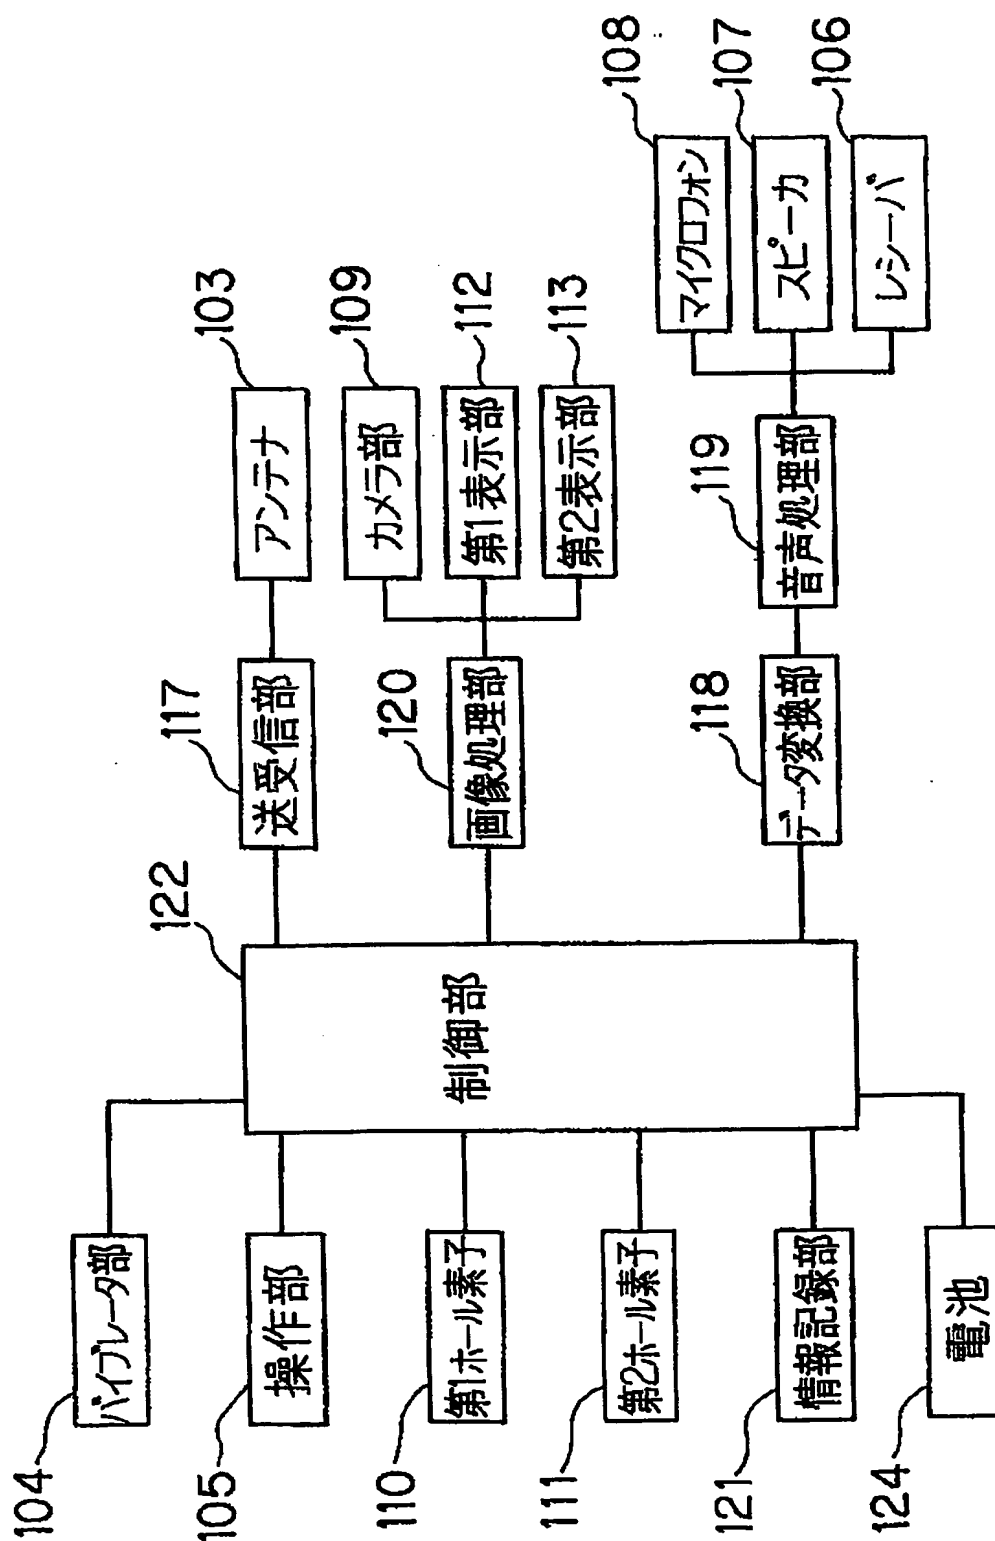 104
バイブレータ部
105
操作部
110
第1ホール素子
111
第2ホール素子
121
情報記録部
124
電池
122
制御部
117
送受信部
103
アンテナ
120
画像処理部
109
カメラ部
112
第1表示部
113
第2表示部
118
データ変換部
119
音声処理部
108
マイクロフォン
107
スピーカ
106
レシーバ